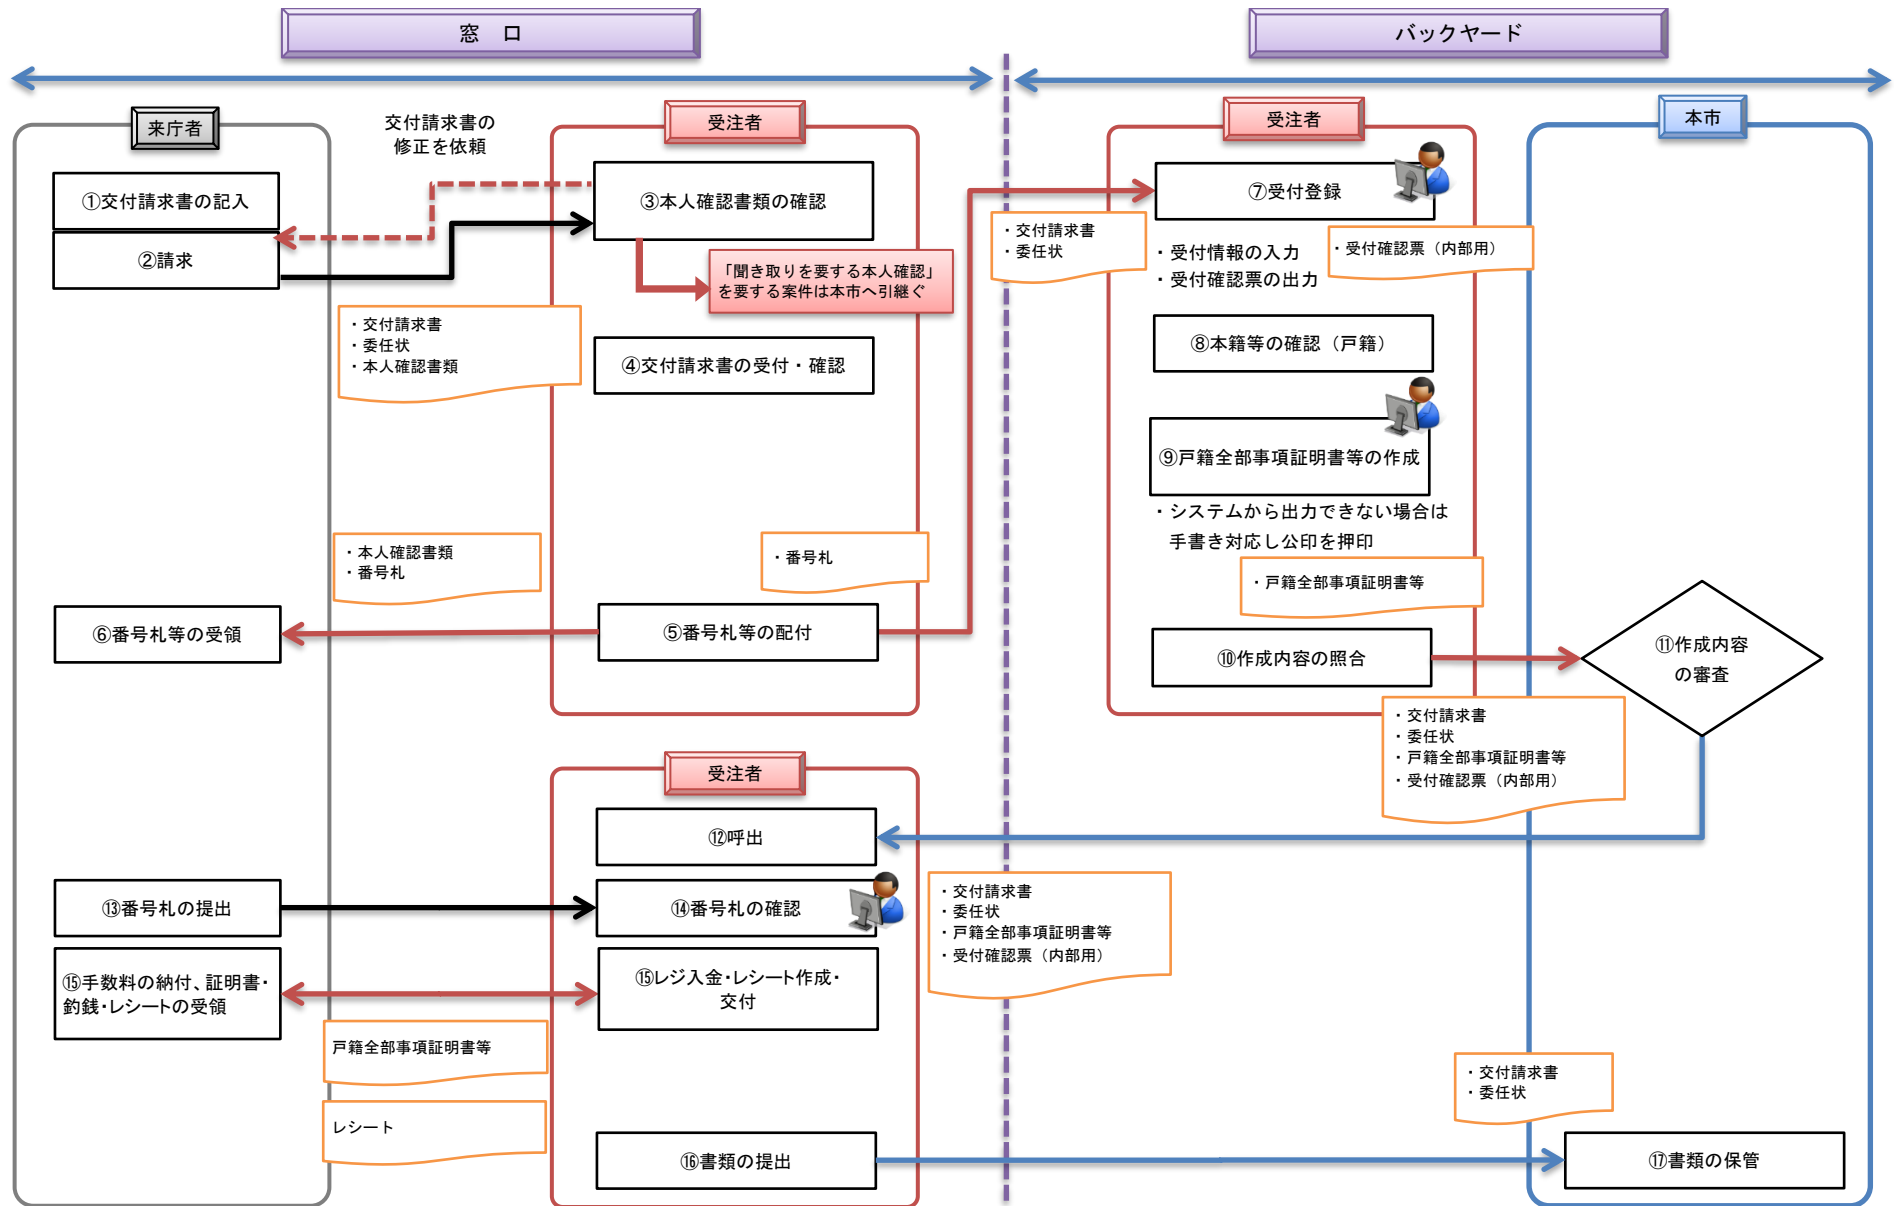 窓　口
バックヤード
来庁者
交付請求書の
修正を依頼
受注者
受注者
本市
①交付請求書の記入
②請求
③本人確認書類の確認
「聞き取りを要する本人確認」
を要する案件は本市へ引継ぐ
・交付請求書
・委任状
・本人確認書類
④交付請求書の受付・確認
・交付請求書
・委任状
⑦受付登録
・受付情報の入力
・受付確認票の出力
・受付確認票（内部用）
⑧本籍等の確認（戸籍）
⑨戸籍全部事項証明書等の作成
・システムから出力できない場合は
手書き対応し公印を押印
・戸籍全部事項証明書等
・本人確認書類
・番号札
・番号札
⑥番号札等の受領
⑤番号札等の配付
⑩作成内容の照合
⑪作成内容
の審査
・交付請求書
・委任状
・戸籍全部事項証明書等
・受付確認票（内部用）
受注者
⑫呼出
⑬番号札の提出
⑭番号札の確認
・交付請求書
・委任状
・戸籍全部事項証明書等
・受付確認票（内部用）
⑮手数料の納付、証明書・
釣銭・レシートの受領
⑮レジ入金・レシート作成・
交付
戸籍全部事項証明書等
レシート
・交付請求書
・委任状
⑯書類の提出
⑰書類の保管